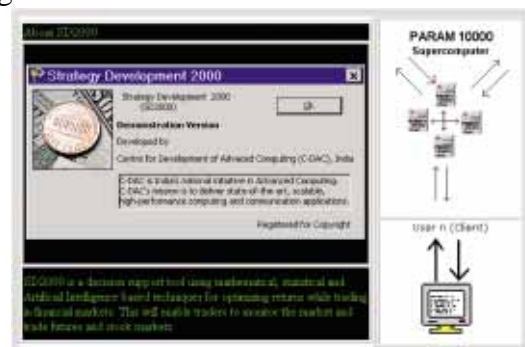 About SD2000
Strategy Development 2000
Strategy Development 2000
(SD2000)
Ok
Demonstration Version
Developed by
Centre for Development of Advanced Computing (C-DAC), India
C-DAC is India's national initiative in Advanced Computing.
C-DAC's mission is to deliver state-of-the art, scalable,
high-performance computing and communication applications.
Registered for Copyright
SD2000 is a decision support tool using mathematical, statistical and
Artificial Intelligence based techniques for optimizing returns while trading
in financial markets. This will enable traders to monitor the market and
trade futures and stock markets
PARAM 10000
Supercomputer
User n (Client)